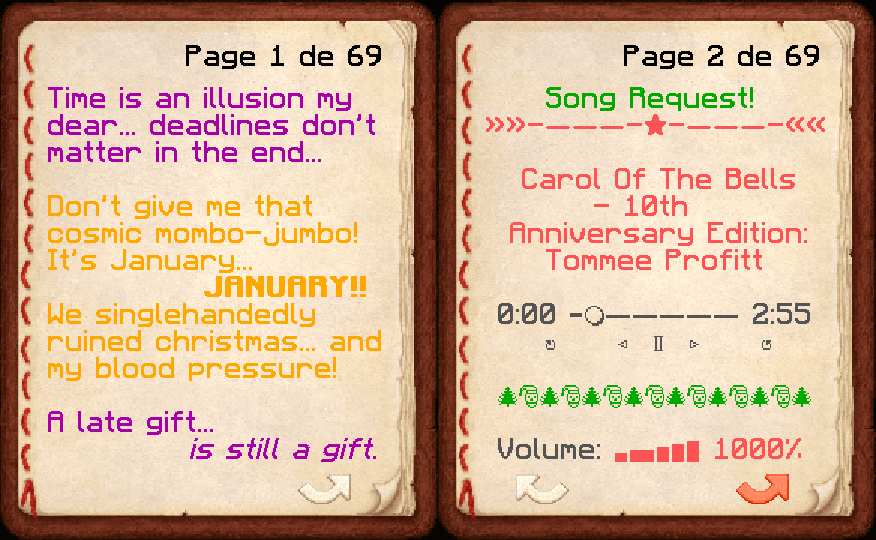 Page 1 de 69
Time is an illusion my
dear... deadlines don't
matter in the end...
Don't give me that
cosmic mombo-jumbo!
It's January...
JANUARY!!
We singlehandedly
ruined christmas... and
my blood pressure!
A late gift...
is still a gift.
Page 2 de 69
Song Request!
»»-————-★-————-««
Carol Of The Bells
- 10th
Anniversary Edition:
Tommee Profitt
0:00 -○————— 2:55
↻ ◁ Ⅱ ▷ ↺
Volume: ▂▃▄▅▆▇ 1000%